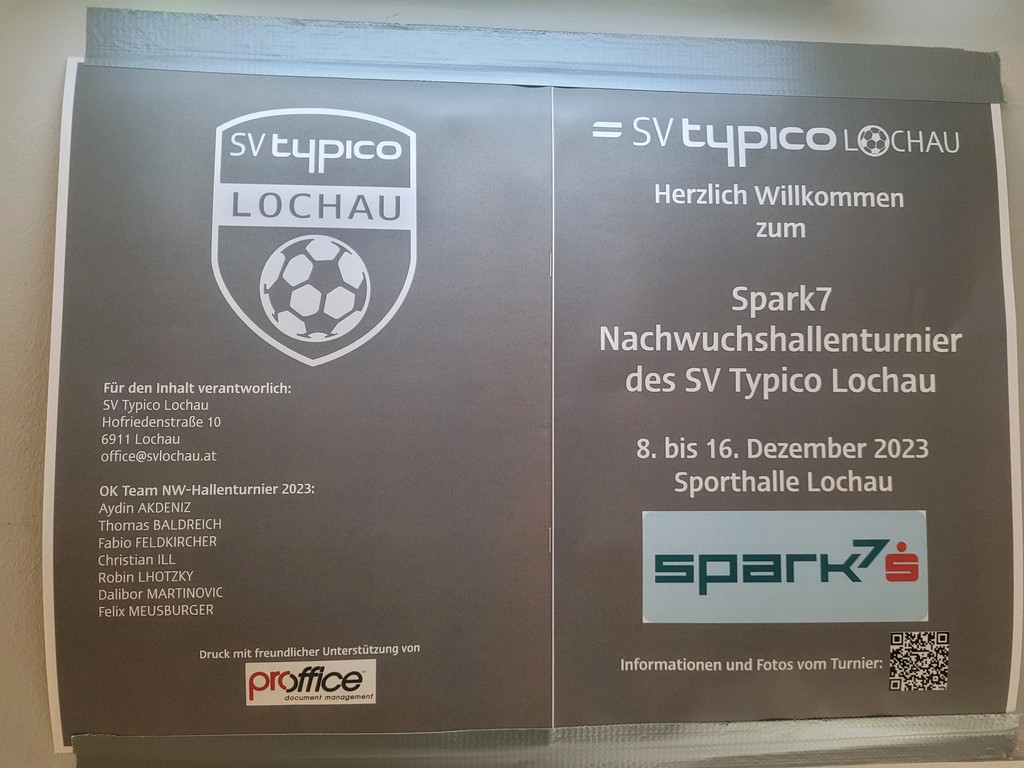 SV typico
LOCHAU
Für den Inhalt verantworlich:
SV Typico Lochau
Hofriedenstraße 10
6911 Lochau
office@svlochau.at
OK Team NW-Hallenturnier 2023:
Aydin AKDENIZ
Thomas BALDREICH
Fabio FELDKIRCHER
Christian ILL
Robin LHOTZKY
Dalibor MARTINOVIC
Felix MEUSBURGER
Druck mit freundlicher Unterstützung von
proffice
document management
SV typico LOCHAU
Herzlich Willkommen
zum
Spark7
Nachwuchshallenturnier
des SV Typico Lochau
8. bis 16. Dezember 2023
Sporthalle Lochau
spark7
Informationen und Fotos vom Turnier: